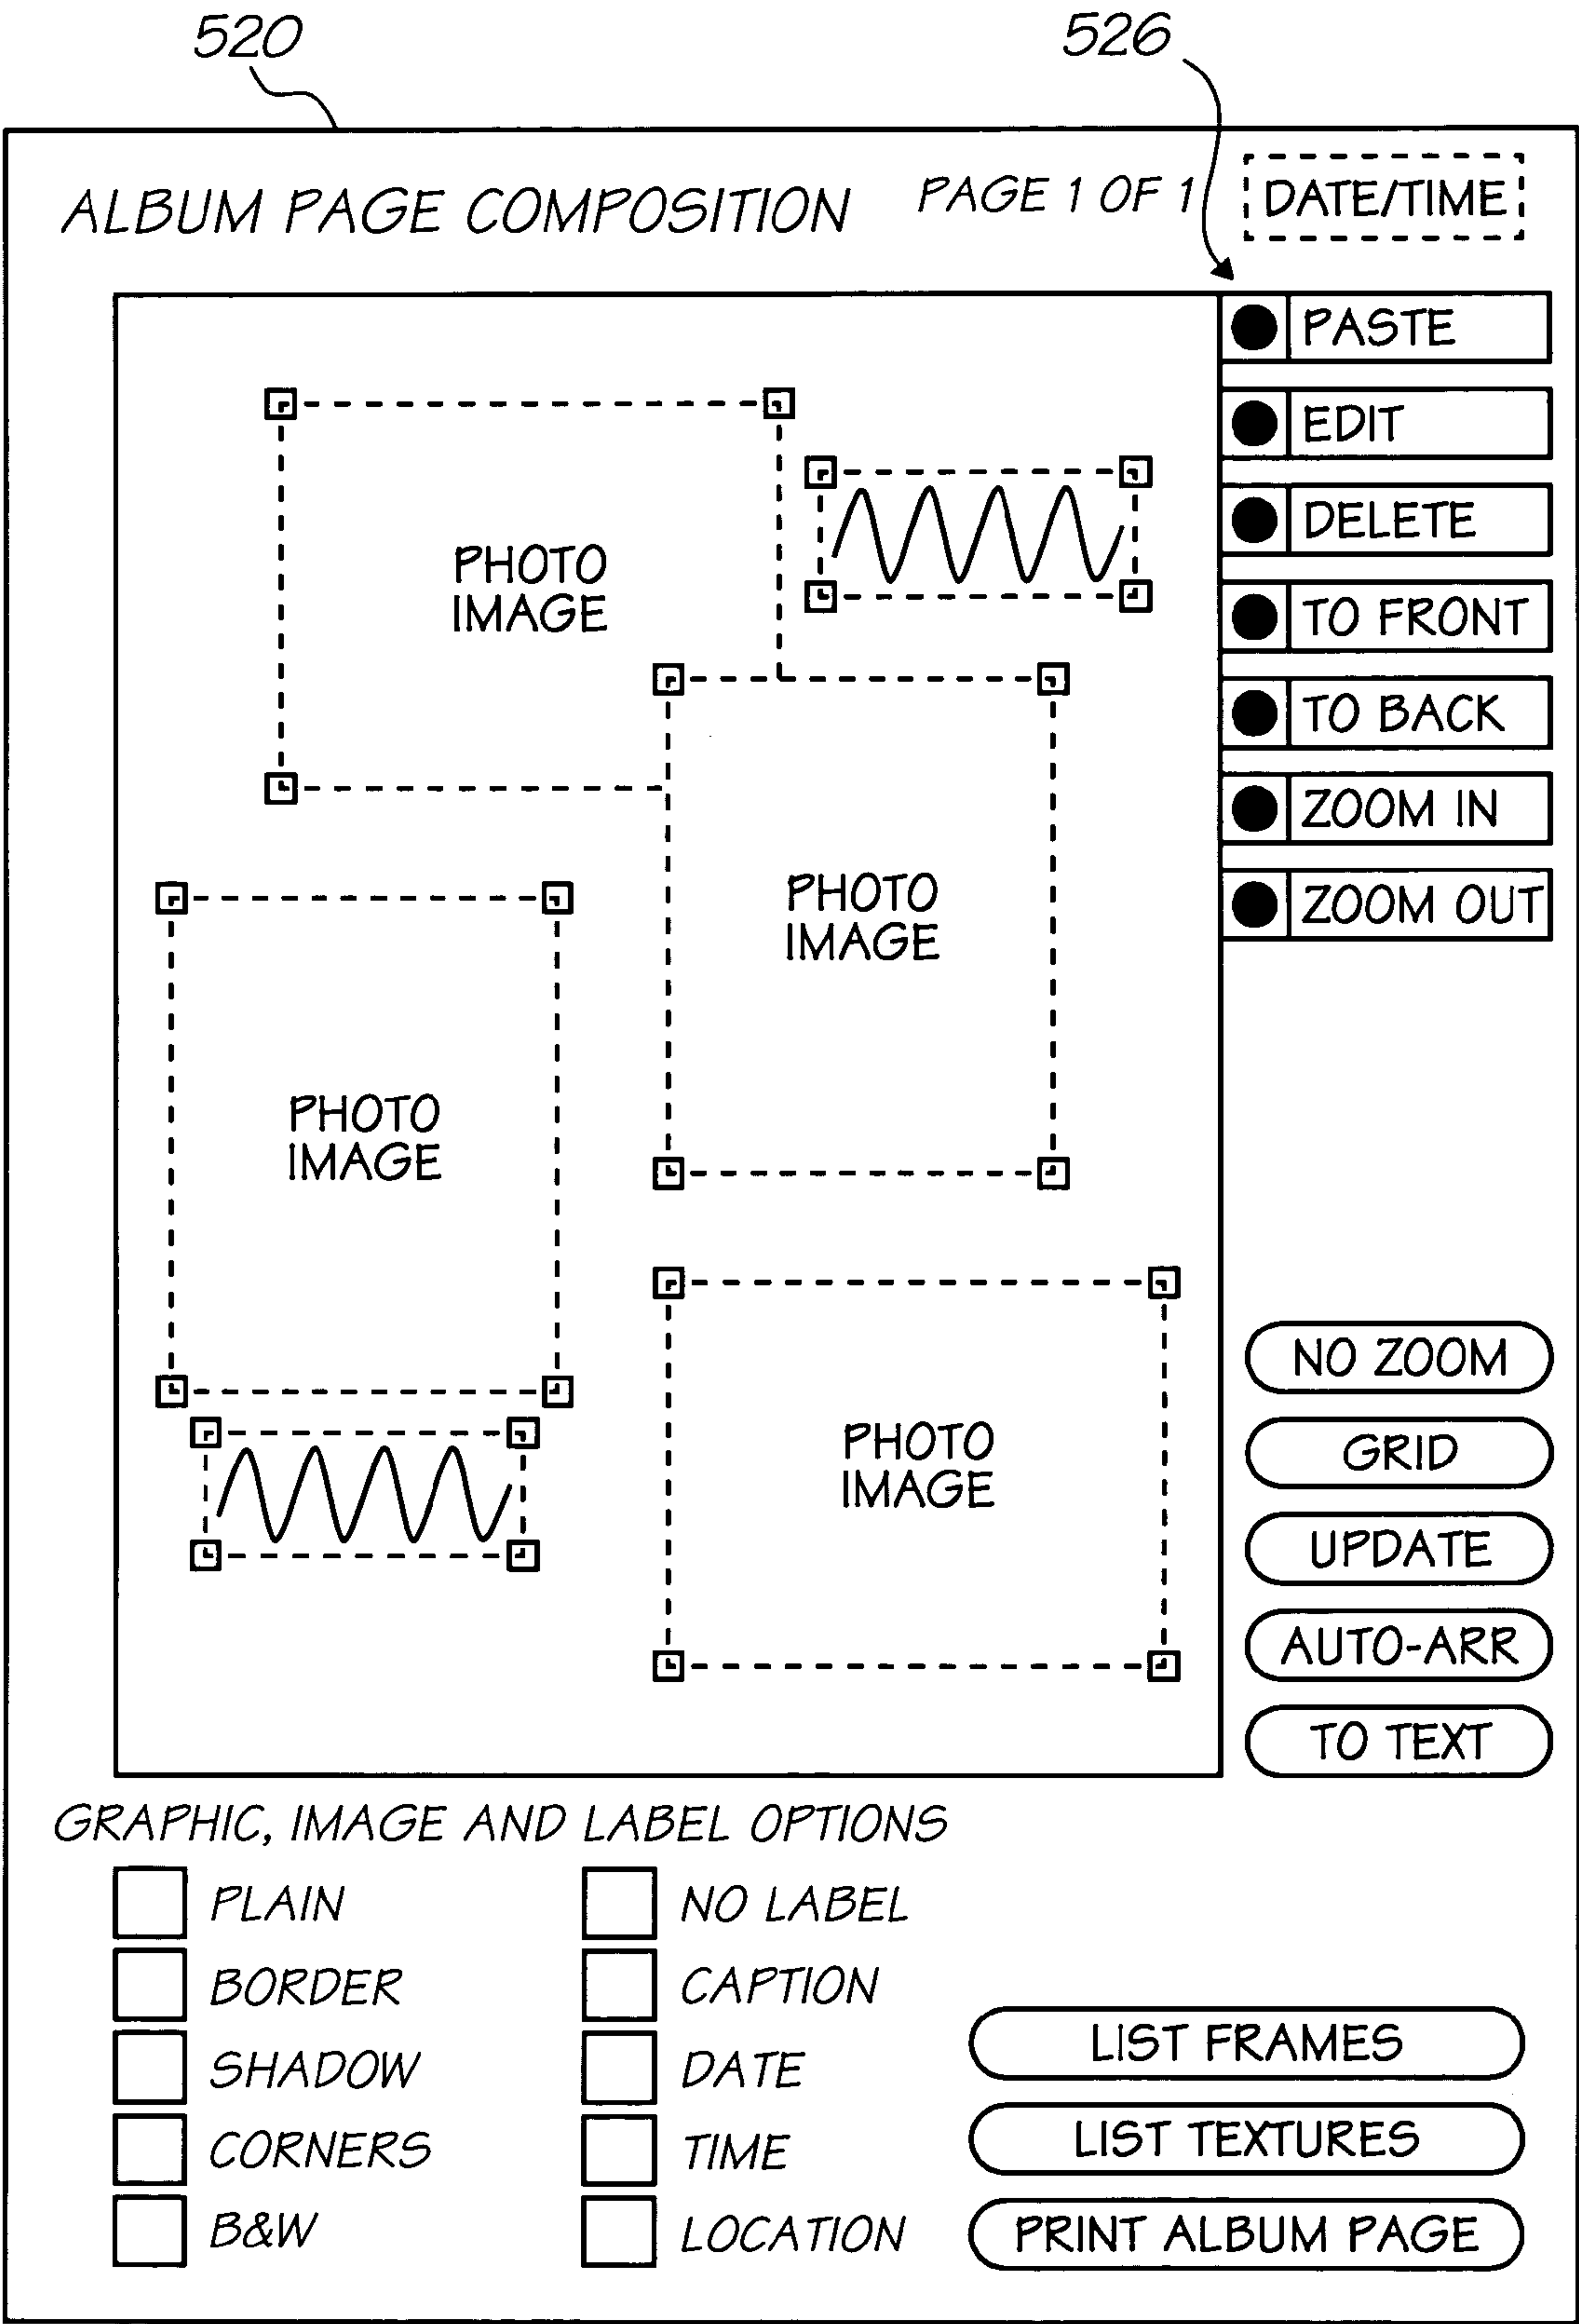 520
526
ALBUM PAGE COMPOSITION
PAGE 1 OF 1
DATE/TIME
PASTE
EDIT
DELETE
TO FRONT
TO BACK
ZOOM IN
ZOOM OUT
PHOTO
IMAGE
PHOTO
IMAGE
PHOTO
IMAGE
PHOTO
IMAGE
NO ZOOM
GRID
UPDATE
AUTO-ARR
TO TEXT
GRAPHIC, IMAGE AND LABEL OPTIONS
PLAIN
BORDER
SHADOW
CORNERS
B&W
NO LABEL
CAPTION
DATE
TIME
LOCATION
LIST FRAMES
LIST TEXTURES
PRINT ALBUM PAGE